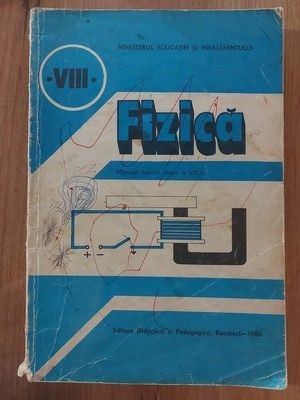 MINISTERUL EDUCAȚIEI ȘI ÎNVĂȚĂMÎNTULUI
·VIII·
Fizică
Manual pentru clasa a VIII-a
+ -
Editura Didactică și Pedagogică, București-1986